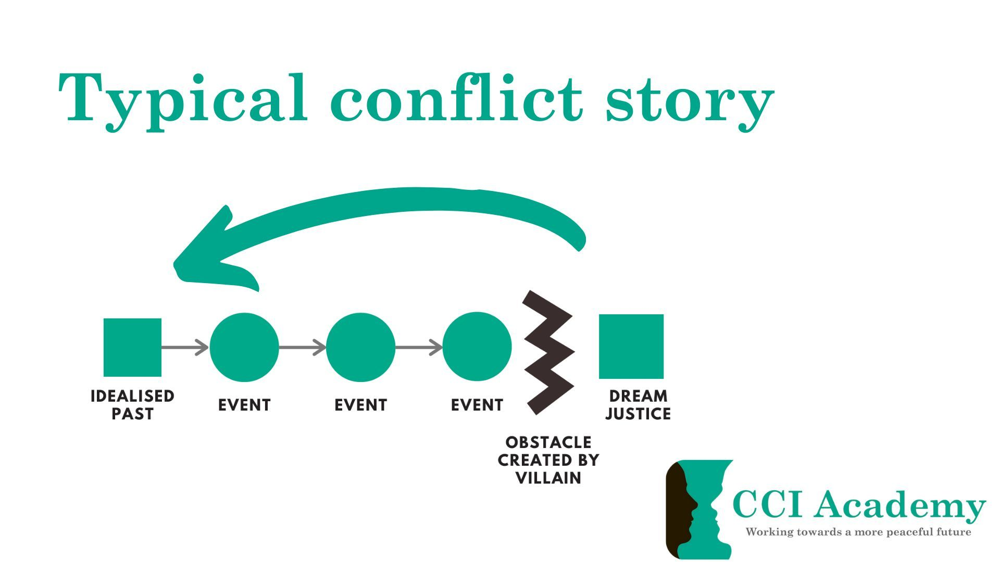 Typical conflict story
IDEALISED
PAST
EVENT
EVENT
EVENT
OBSTACLE
CREATED BY
VILLAIN
DREAM
JUSTICE
CCI Academy
Working towards a more peaceful future